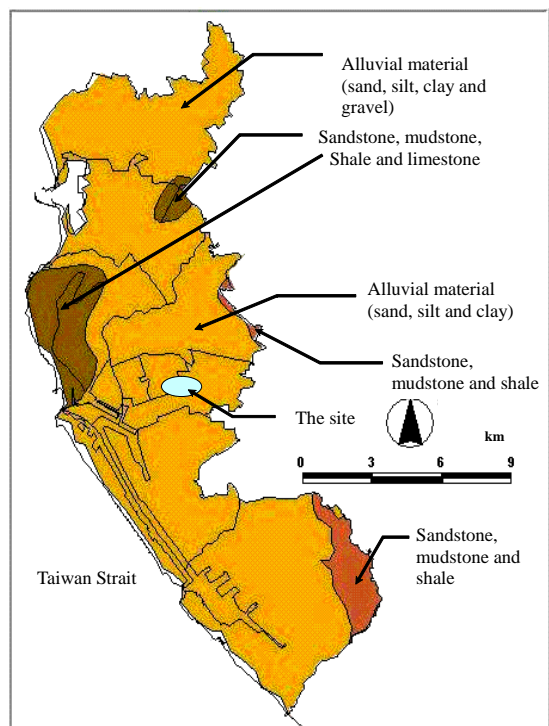 Alluvial material
(sand, silt, clay and
gravel)
Sandstone, mudstone,
Shale and limestone
Alluvial material
(sand, silt and clay)
Sandstone,
mudstone and shale
The site
km
0 3 6 9
Sandstone,
mudstone and
shale
Taiwan Strait